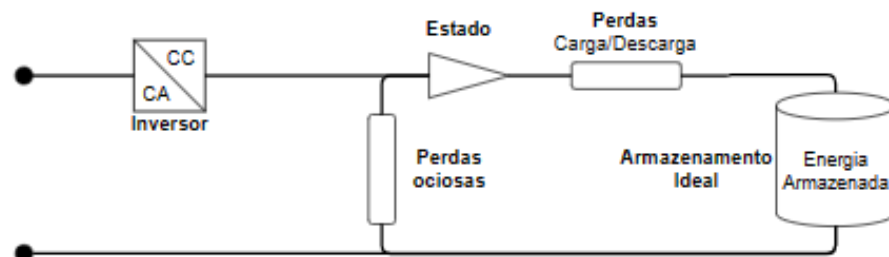 CC
CA
Inversor
Estado
Perdas
Carga/Descarga
Perdas
ociosas
Armazenamento
Ideal
Energia
Armazenada